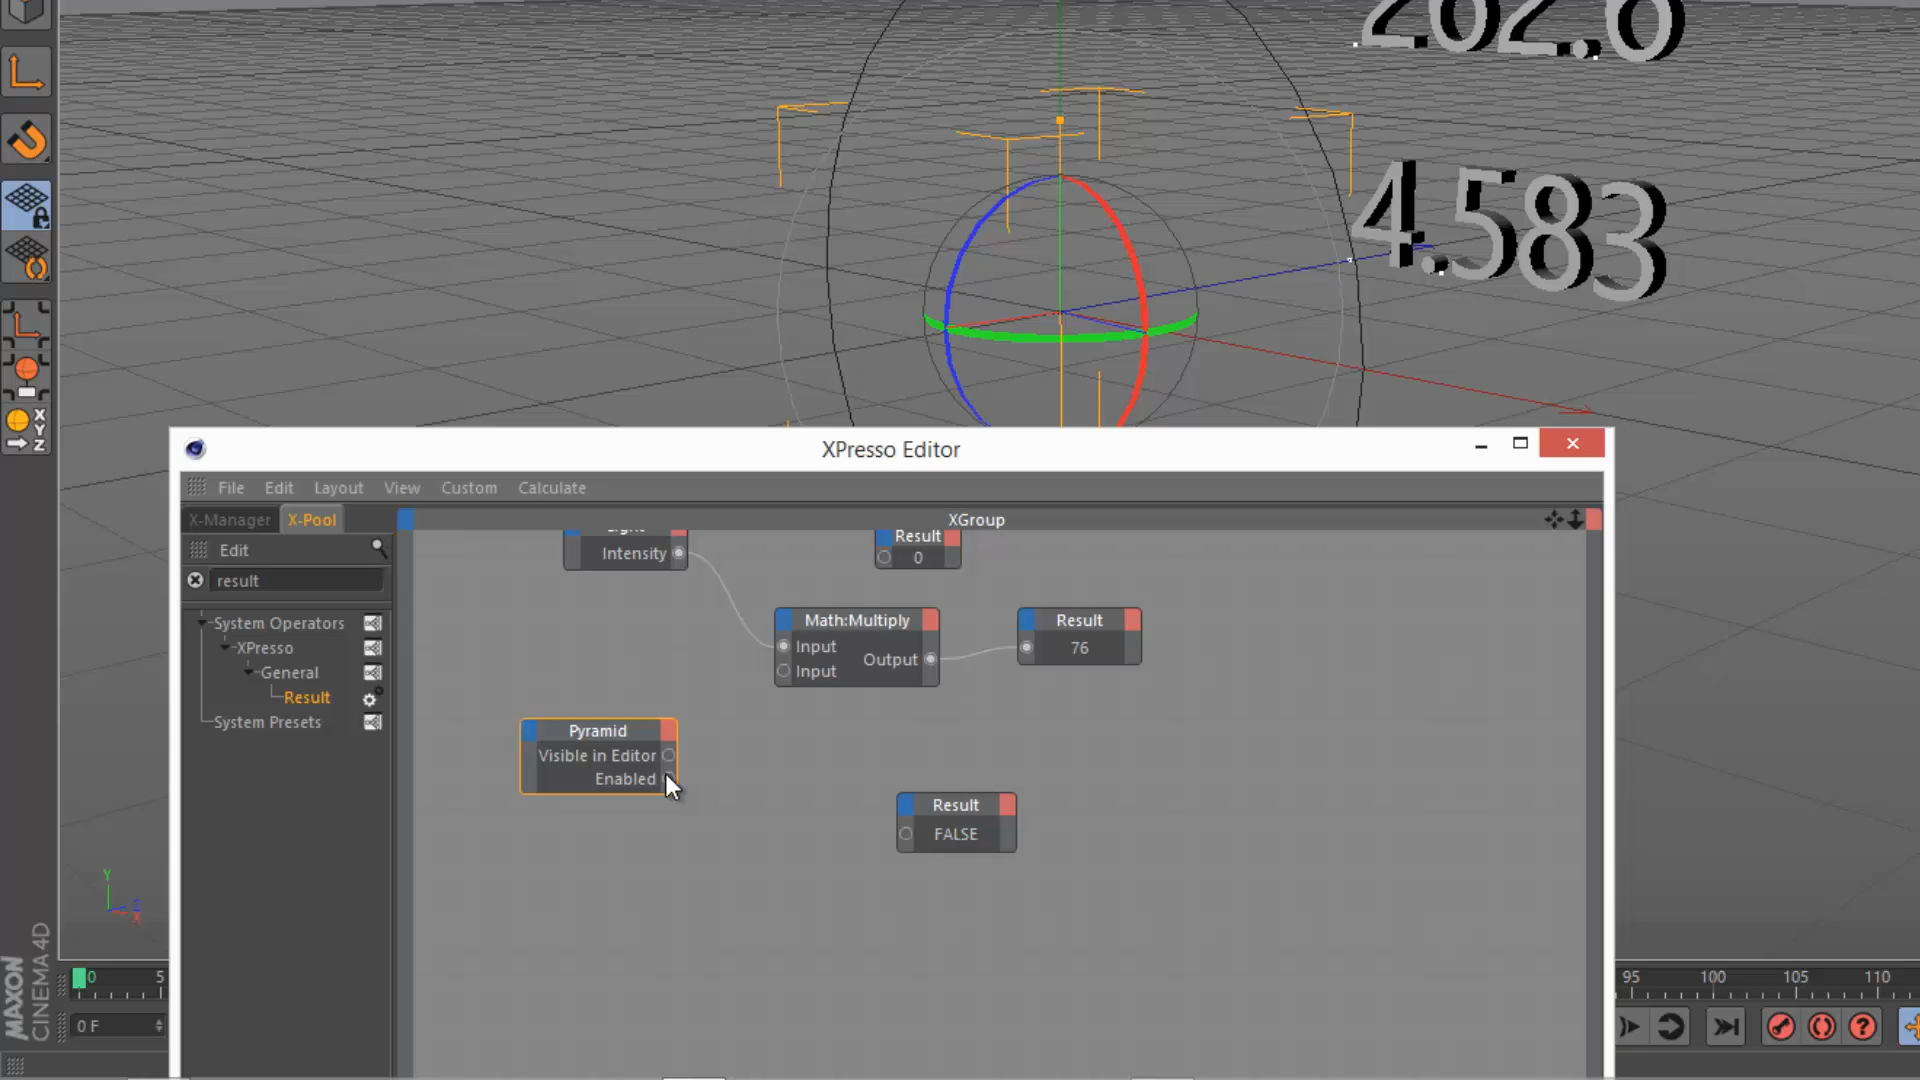 .262.6
4.583
XPresso Editor
File Edit Layout View Custom Calculate
X-Manager X-Pool
XGroup
Edit
result
System Operators
XPresso
General
Result
System Presets
Light
Intensity
Result
0
Math:Multiply
Input
Input
Output
Result
76
Pyramid
Visible in Editor
Enabled
Result
FALSE
Y
Z
X
X
Y
Z
MAXON
CINEMA 4D
0 5 95 100 105 110
0 F